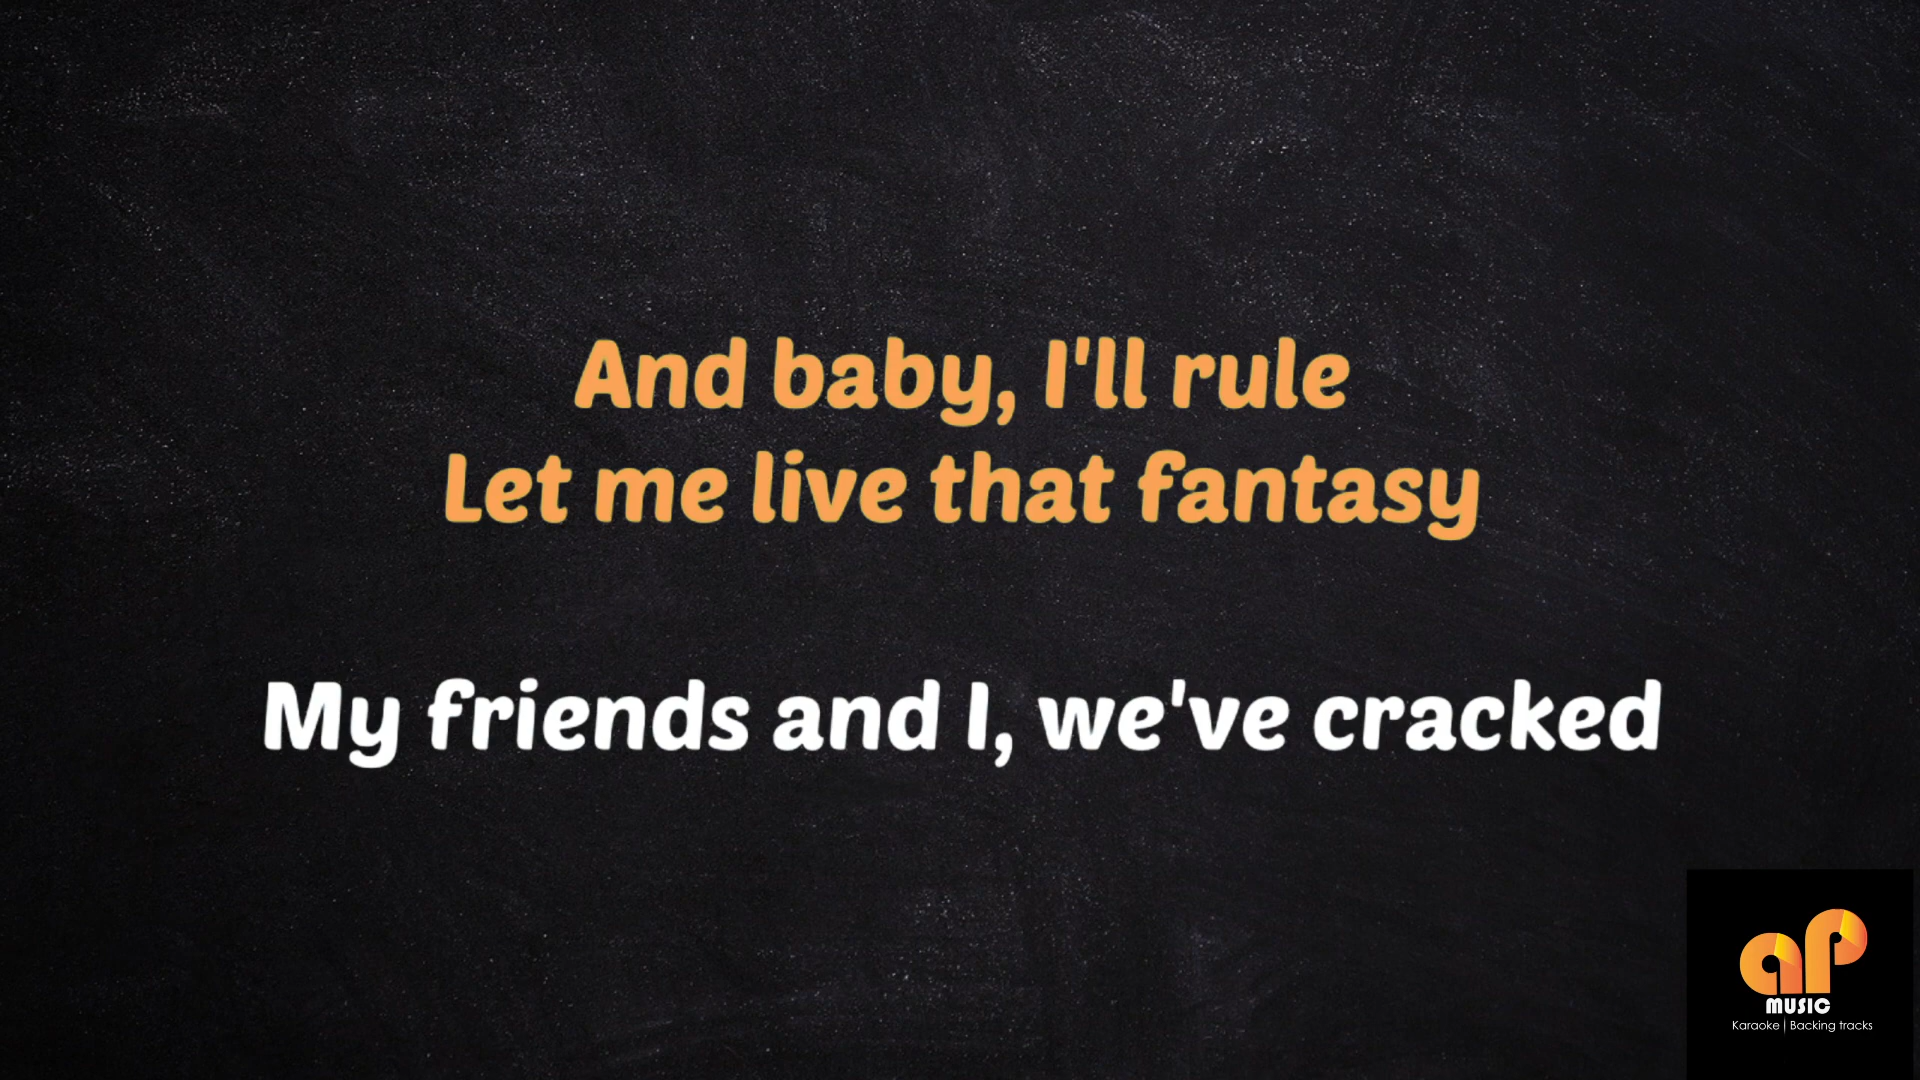 And baby, I'll rule
Let me live that fantasy
My friends and I, we've cracked
aP
MUSIC
Karaoke | Backing tracks